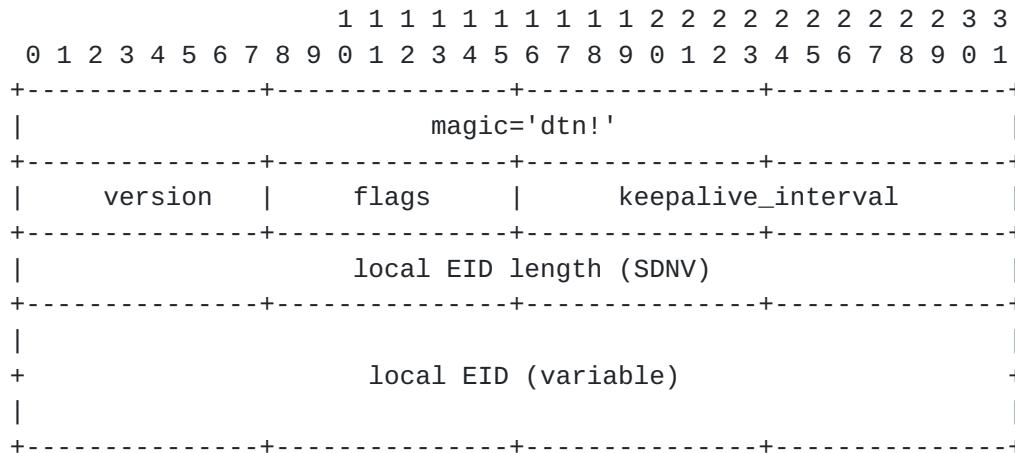 1 1 1 1 1 1 1 1 1 1 2 2 2 2 2 2 2 2 2 2 3 3
 0 1 2 3 4 5 6 7 8 9 0 1 2 3 4 5 6 7 8 9 0 1 2 3 4 5 6 7 8 9 0 1
+---------------+---------------+---------------+---------------+
|                          magic='dtn!'                         |
+---------------+---------------+---------------+---------------+
|     version   |     flags     |      keepalive_interval       |
+---------------+---------------+---------------+---------------+
|                     local EID length (SDNV)                   |
+---------------+---------------+---------------+---------------+
|                                                               |
+                      local EID (variable)                     +
|                                                               |
+---------------+---------------+---------------+---------------+